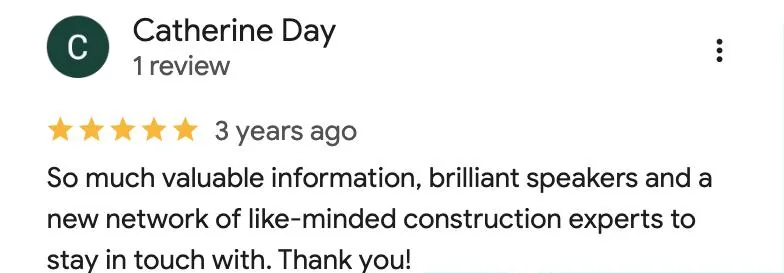 C
Catherine Day
1 review
3 years ago
So much valuable information, brilliant speakers and a
new network of like-minded construction experts to
stay in touch with. Thank you!